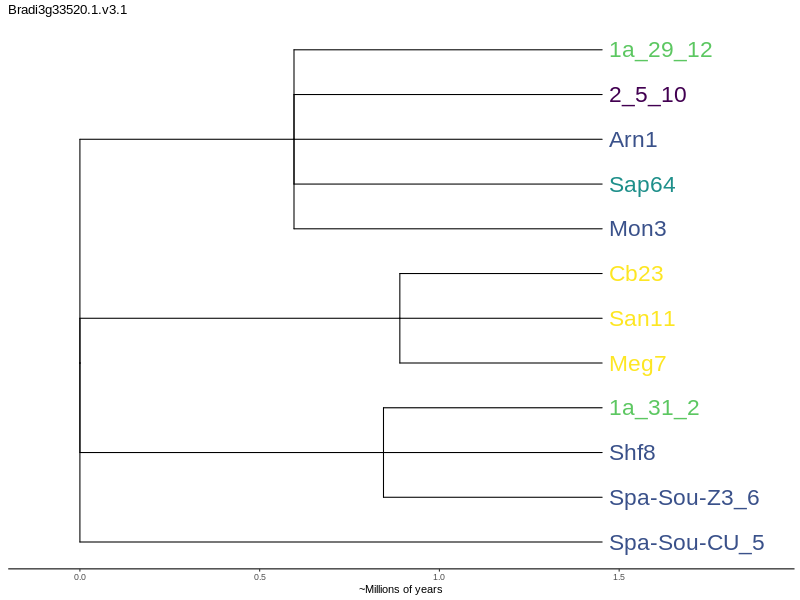 Bradi3g33520.1.v3.1
1a_29_12
2_5_10
Arn1
Sap64
Mon3
Cb23
San11
Meg7
1a_31_2
Shf8
Spa-Sou-Z3_6
Spa-Sou-CU_5
0.0 0.5 1.0 1.5
~Millions of years